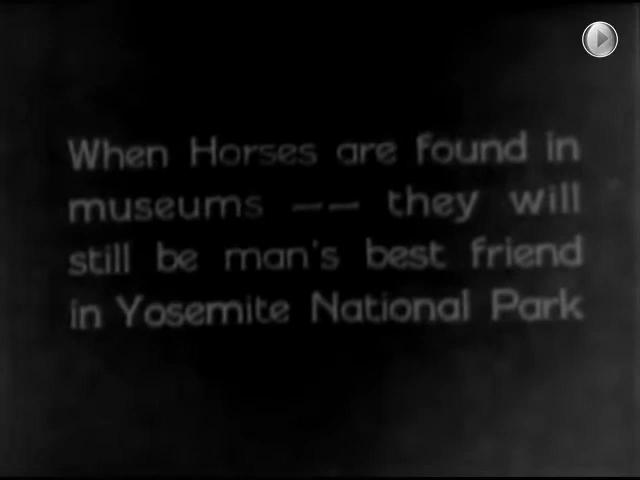 When Horses are found in
museums -- they will
still be man's best friend
in Yosemite National Park